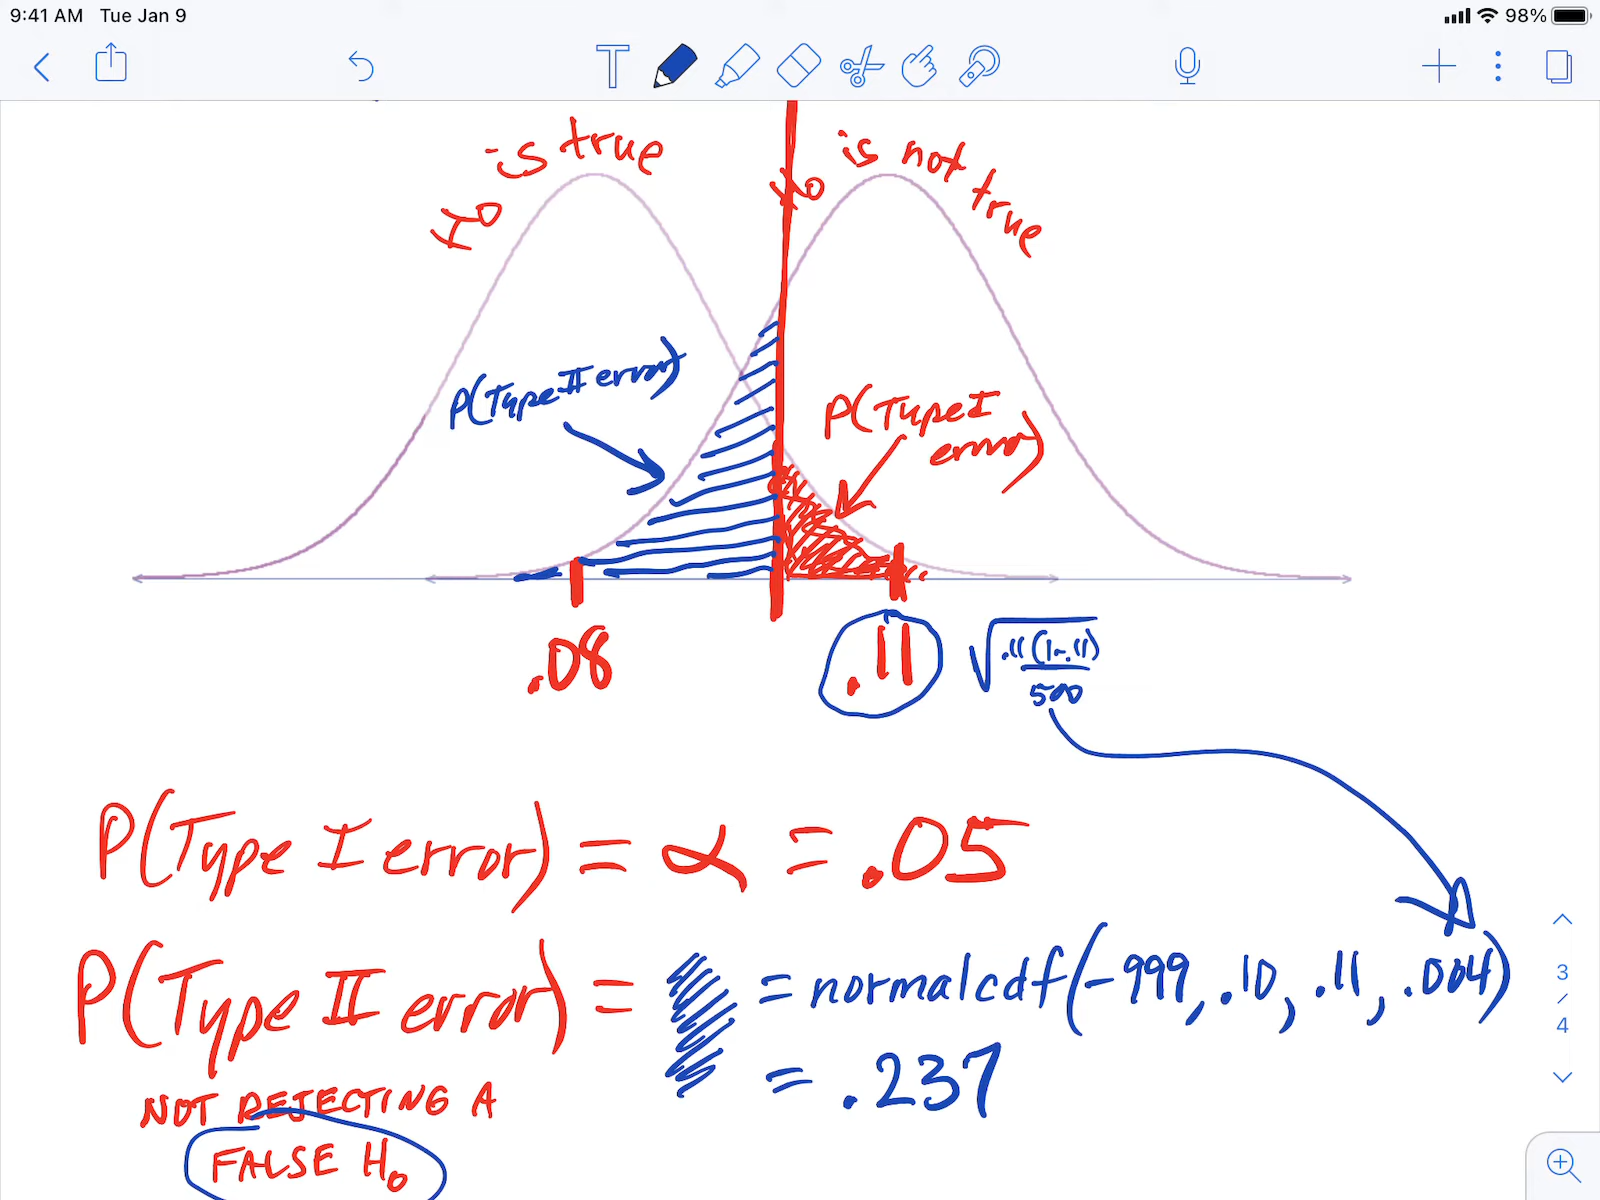 9:41 AM Tue Jan 9
98%
T
H0 is true
H0 is not true
P(Type II error)
P(Type I
error)
.08
.11
√.11(1-.11)
500
P(Type I error) = α = .05
P(Type II error) = = normalcdf(-999, .10, .11, .004)
= .237
NOT REJECTING A
FALSE H0
3
/
4